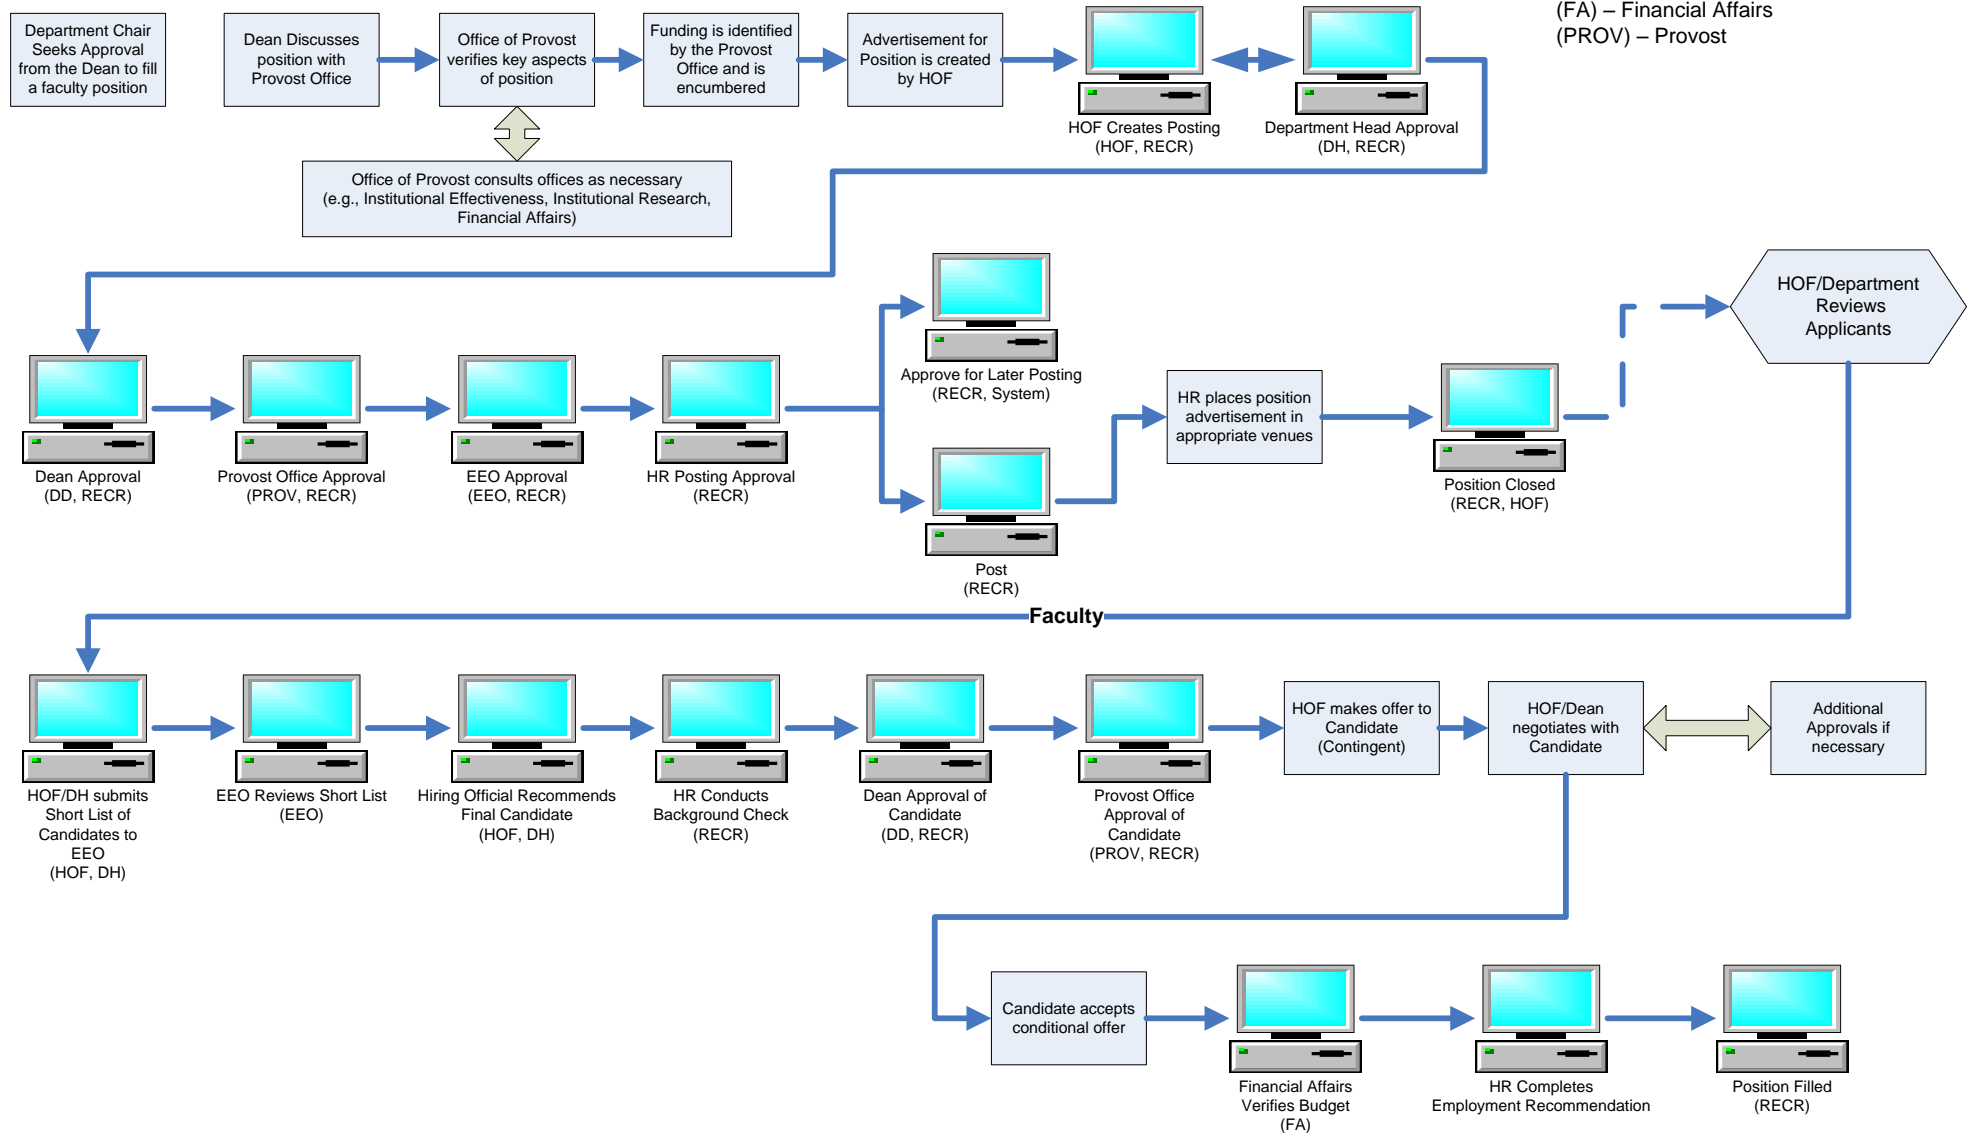 (FA) – Financial Affairs
(PROV) – Provost
Department Chair
Seeks Approval
from the Dean to fill
a faculty position
Dean Discusses
position with
Provost Office
Office of Provost
verifies key aspects
of position
Funding is identified
by the Provost
Office and is
encumbered
Advertisement for
Position is created
by HOF
HOF Creates Posting
(HOF, RECR)
Department Head Approval
(DH, RECR)
Office of Provost consults offices as necessary
(e.g., Institutional Effectiveness, Institutional Research,
Financial Affairs)
Dean Approval
(DD, RECR)
Provost Office Approval
(PROV, RECR)
EEO Approval
(EEO, RECR)
HR Posting Approval
(RECR)
Approve for Later Posting
(RECR, System)
Post
(RECR)
HR places position
advertisement in
appropriate venues
Position Closed
(RECR, HOF)
HOF/Department
Reviews
Applicants
Faculty
HOF/DH submits
Short List of
Candidates to
EEO
(HOF, DH)
EEO Reviews Short List
(EEO)
Hiring Official Recommends
Final Candidate
(HOF, DH)
HR Conducts
Background Check
(RECR)
Dean Approval of
Candidate
(DD, RECR)
Provost Office
Approval of
Candidate
(PROV, RECR)
HOF makes offer to
Candidate
(Contingent)
HOF/Dean
negotiates with
Candidate
Additional
Approvals if
necessary
Candidate accepts
conditional offer
Financial Affairs
Verifies Budget
(FA)
HR Completes
Employment Recommendation
Position Filled
(RECR)